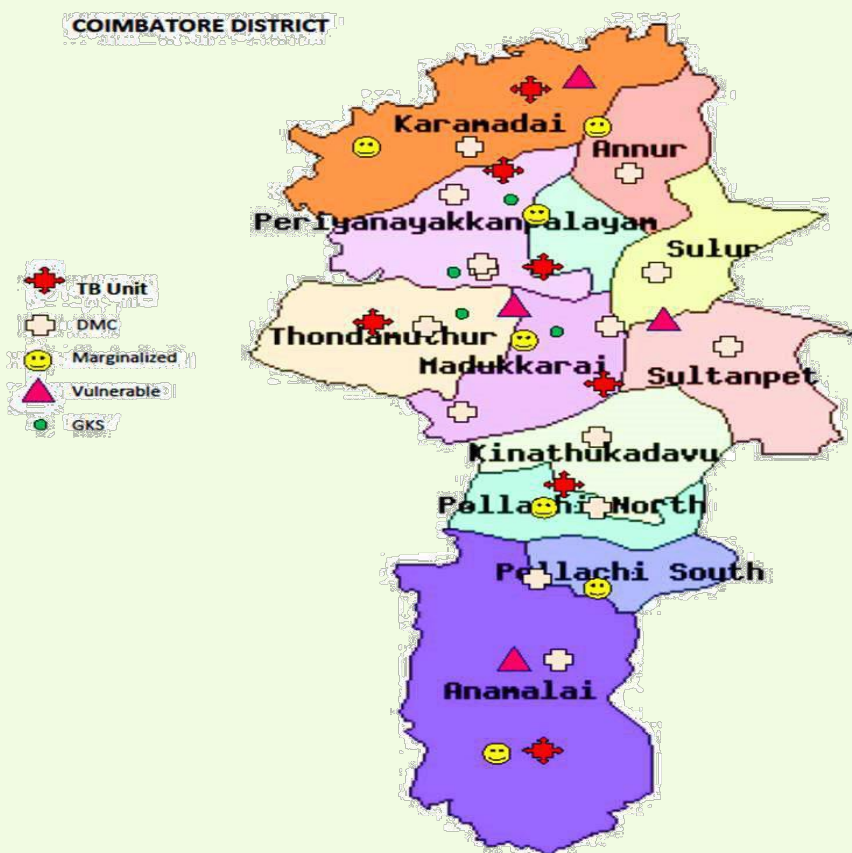 COIMBATORE DISTRICT
Karamadai
Annur
Periyanayakkanpalayam
Sulur
TB Unit
DMC
Thondamuthur
Marginalized
Madukkarai
Sultanpet
Vulnerable
GKS
Kinathukadavu
Pollachi North
Pollachi South
Anamalai